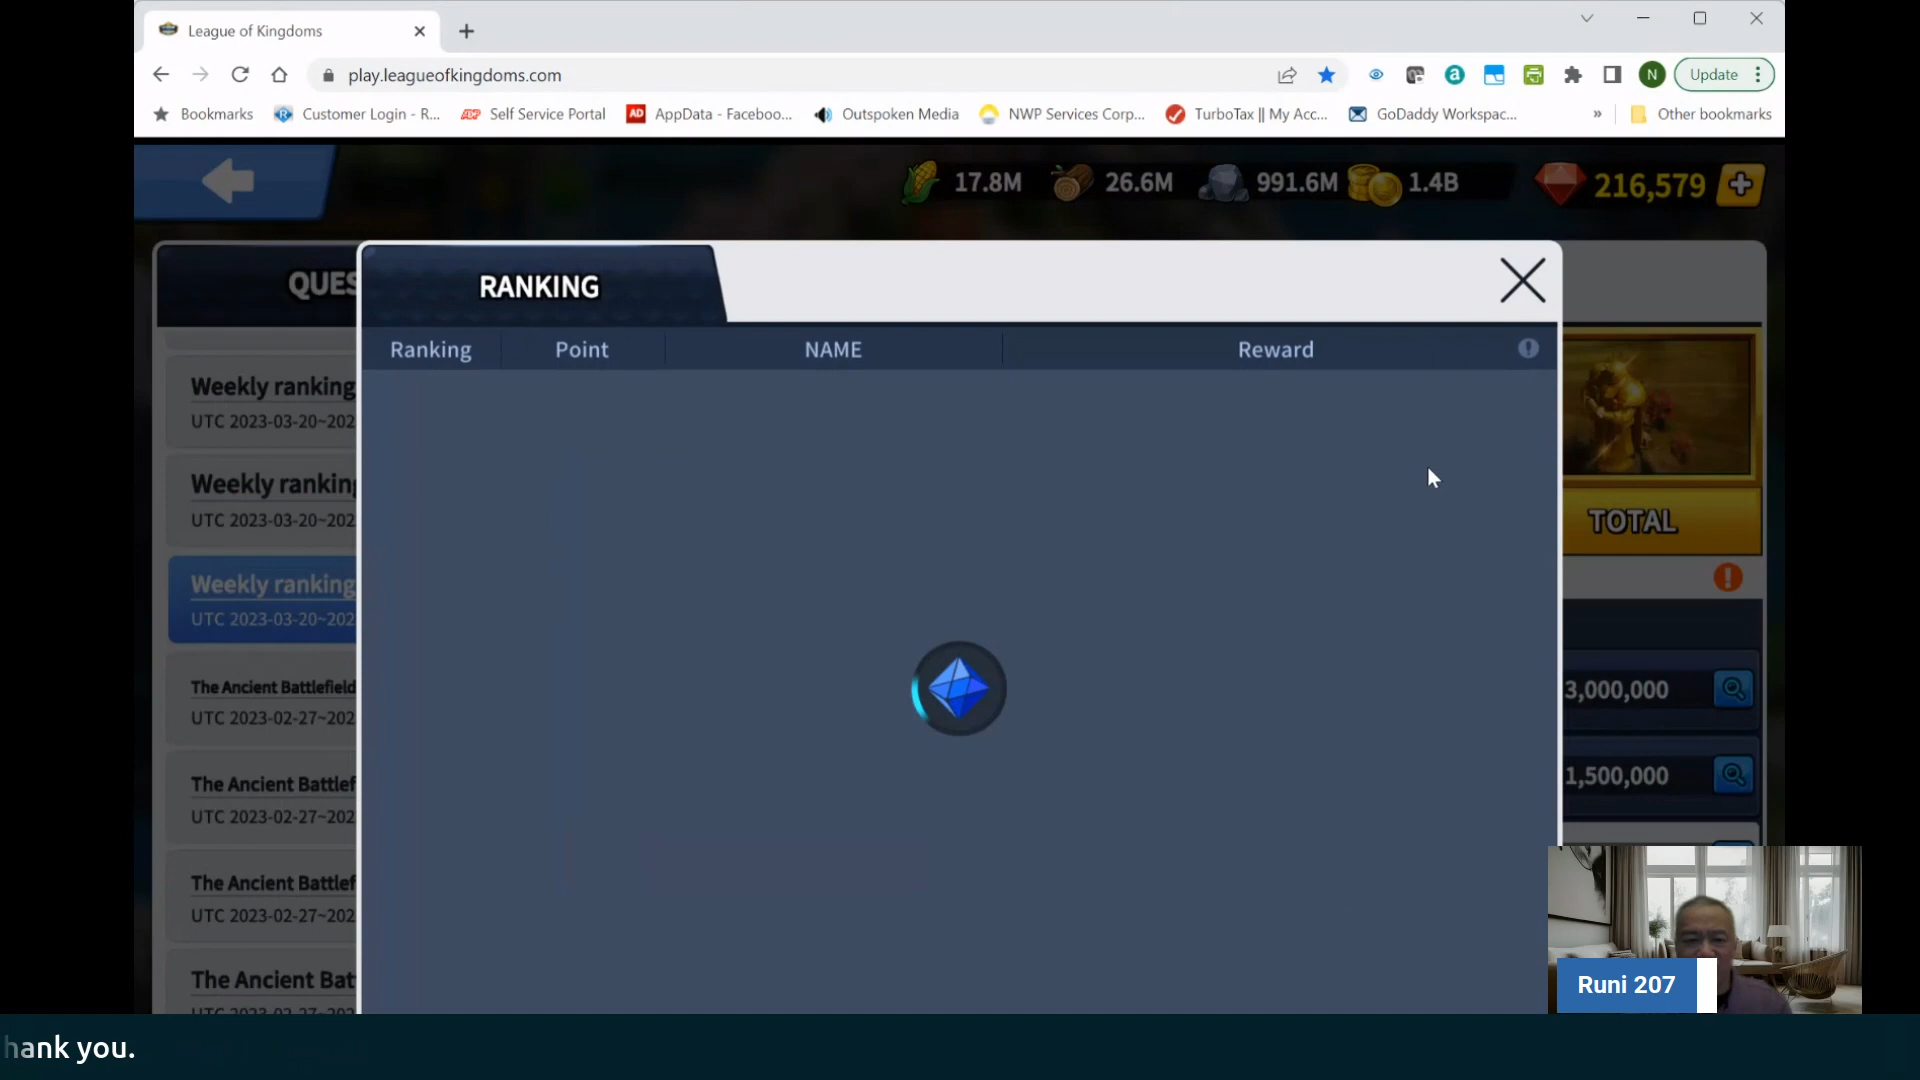 League of Kingdoms
play.leagueofkingdoms.com
N
Update
Bookmarks
Customer Login - R...
Self Service Portal
AppData - Faceboo...
Outspoken Media
NWP Services Corp...
TurboTax || My Acc...
GoDaddy Workspac...
»
Other bookmarks
17.8M
26.6M
991.6M
1.4B
216,579
QUES
RANKING
Ranking
Point
NAME
Reward
Weekly ranking
UTC 2023-03-20~202
Weekly ranking
UTC 2023-03-20~202
Weekly ranking
UTC 2023-03-20~202
The Ancient Battlefield
UTC 2023-02-27~202
The Ancient Battlef
UTC 2023-02-27~202
The Ancient Battlef
UTC 2023-02-27~202
The Ancient Bat
TOTAL
3,000,000
1,500,000
Runi 207
hank you.